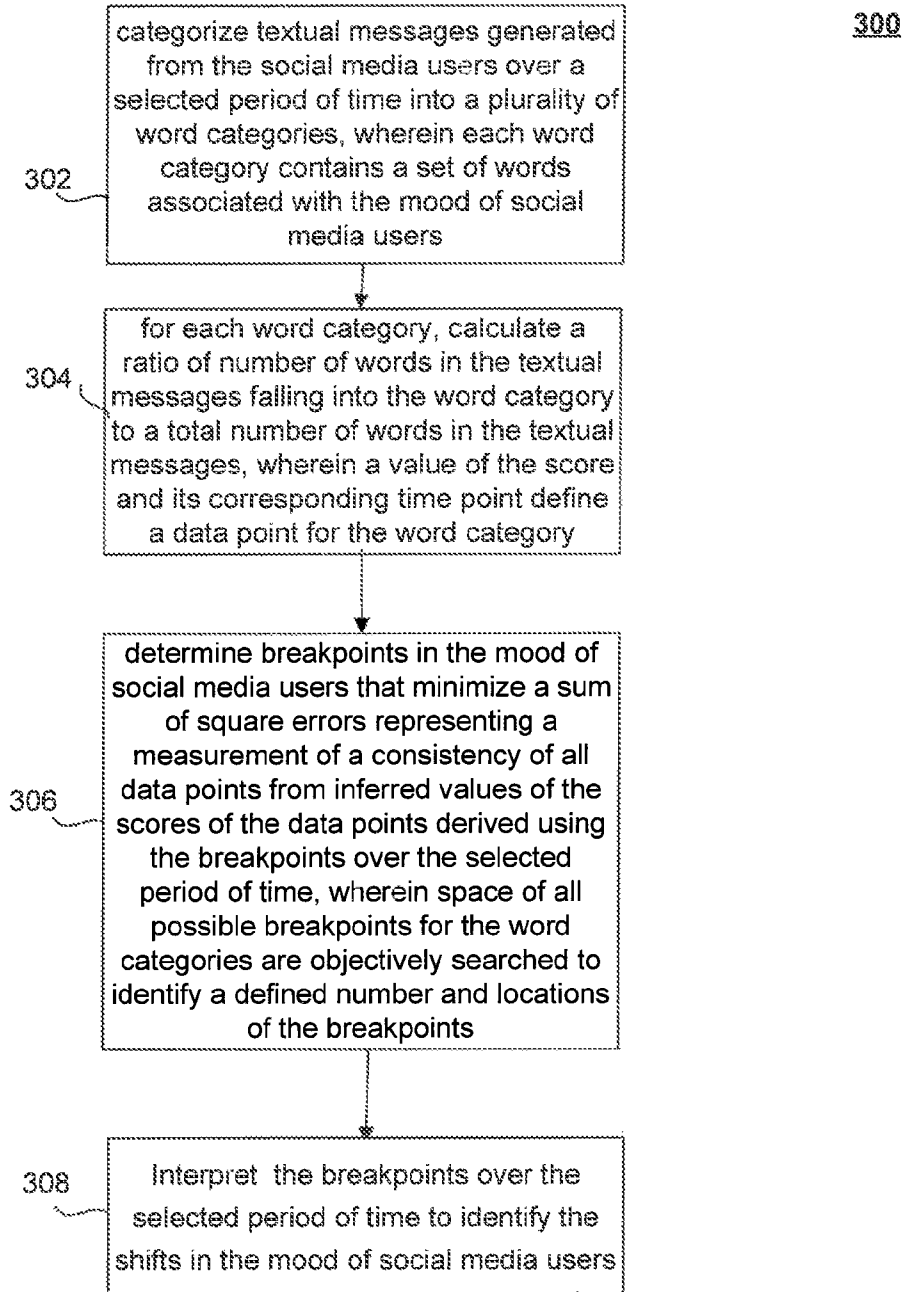 300
categorize textual messages generated
from the social media users over a
selected period of time into a plurality of
word categories, wherein each word
category contains a set of words
associated with the mood of social
media users
302
for each word category, calculate a
ratio of number of words in the textual
messages falling into the word category
to a total number of words in the textual
messages, wherein a value of the score
and its corresponding time point define
a data point for the word category
304
determine breakpoints in the mood of
social media users that minimize a sum
of square errors representing a
measurement of a consistency of all
data points from inferred values of the
scores of the data points derived using
the breakpoints over the selected
period of time, wherein space of all
possible breakpoints for the word
categories are objectively searched to
identify a defined number and locations
of the breakpoints
306
Interpret the breakpoints over the
selected period of time to identify the
shifts in the mood of social media users
308